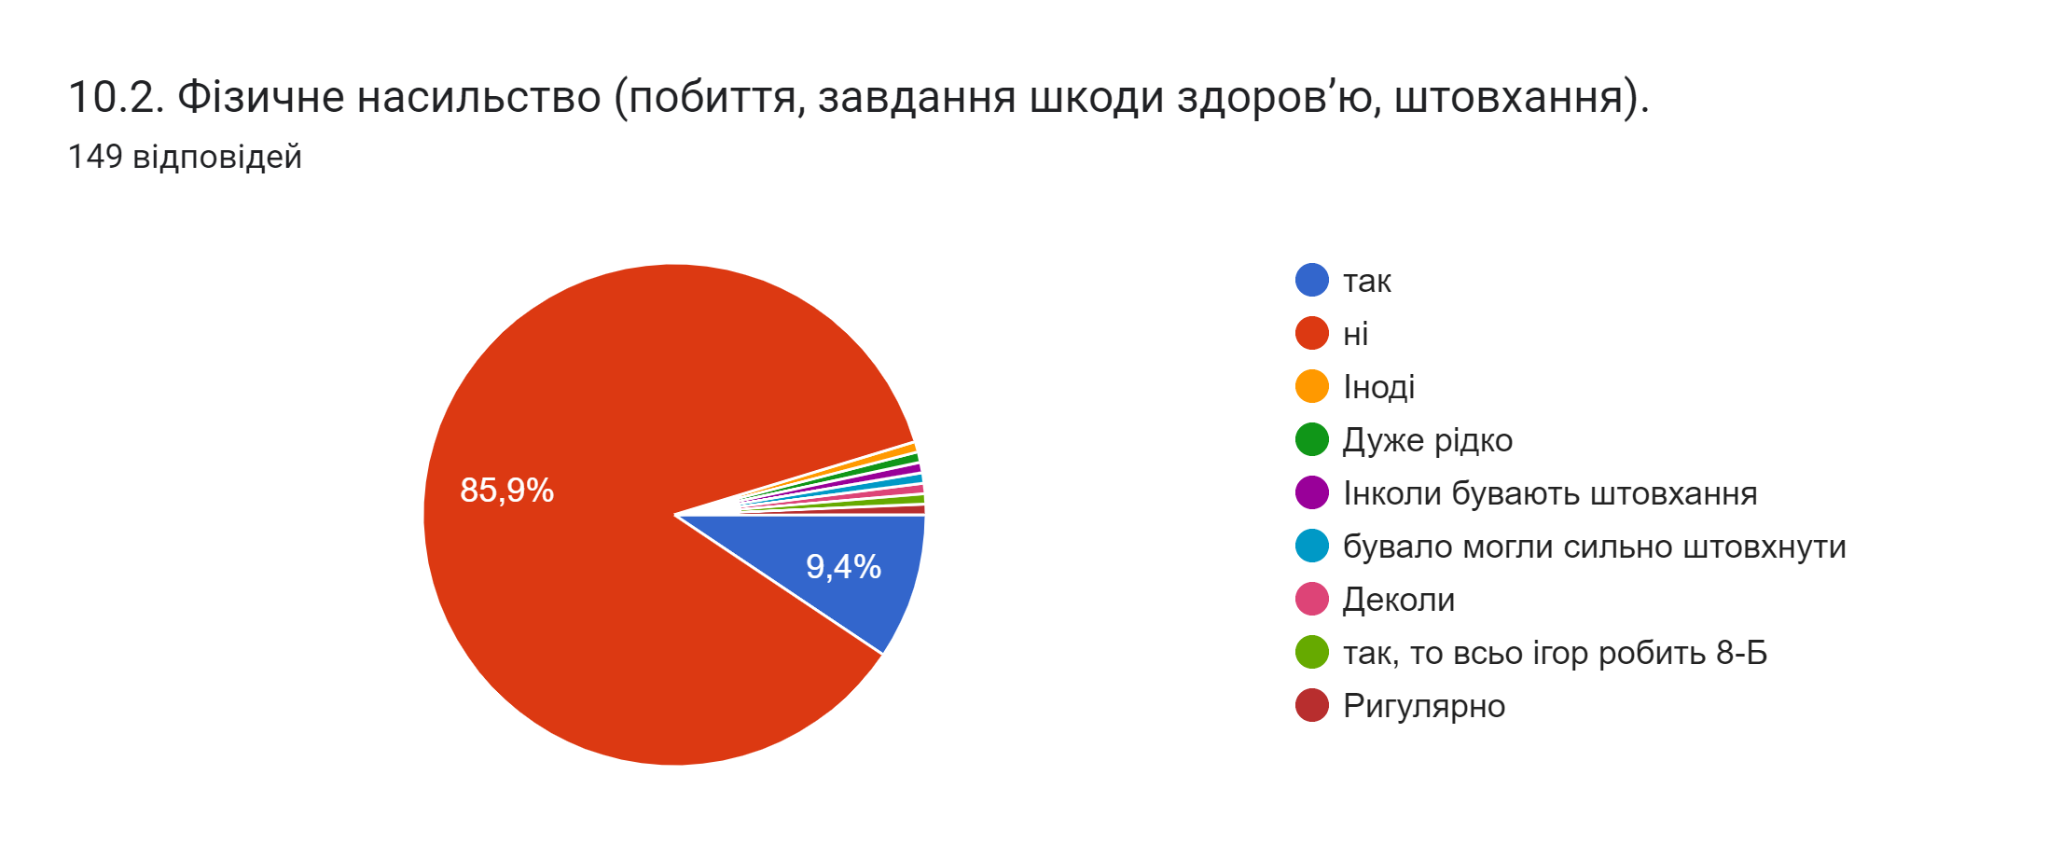 10.2. Фізичне насильство (побиття, завдання шкоди здоров’ю, штовхання).
149 відповідей
85,9%
9,4%
так
ні
Іноді
Дуже рідко
Інколи бувають штовхання
бувало могли сильно штовхнути
Деколи
так, то всьо ігор робить 8-Б
Ригулярно